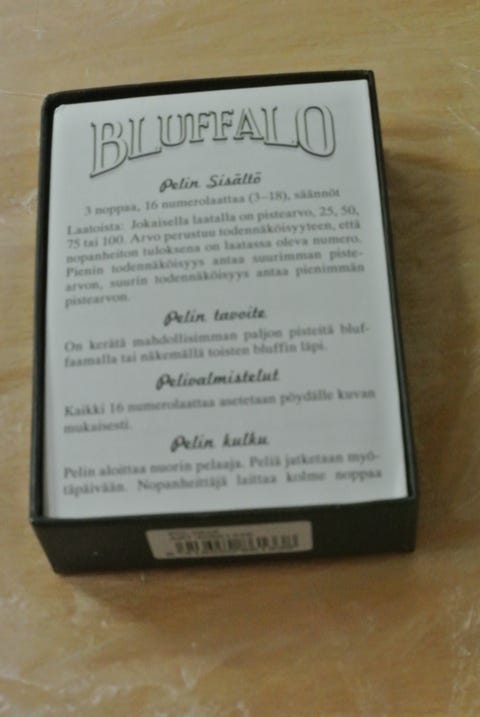 BLUFFALO
Pelin Sisältö
3 noppaa, 16 numerolaattaa (3–18), säännöt
Laatoista: Jokaisella laatalla on pistearvo, 25, 50,
75 tai 100. Arvo perustuu todennäköisyyteen, että
nopanheiton tuloksena on laatassa oleva numero.
Pienin todennäköisyys antaa suurimman piste-
arvon, suurin todennäköisyys antaa pienimmän
pistearvon.
Pelin tavoite
On kerätä mahdollisimman paljon pisteitä bluf-
faamalla tai näkemällä toisten bluffin läpi.
Pelivalmistelut
Kaikki 16 numerolaattaa asetetaan pöydälle kuvan
mukaisesti.
Pelin kulku
Pelin aloittaa nuorin pelaaja. Peliä jatketaan myö-
täpäivään. Nopanheittäjä laittaa kolme noppaa